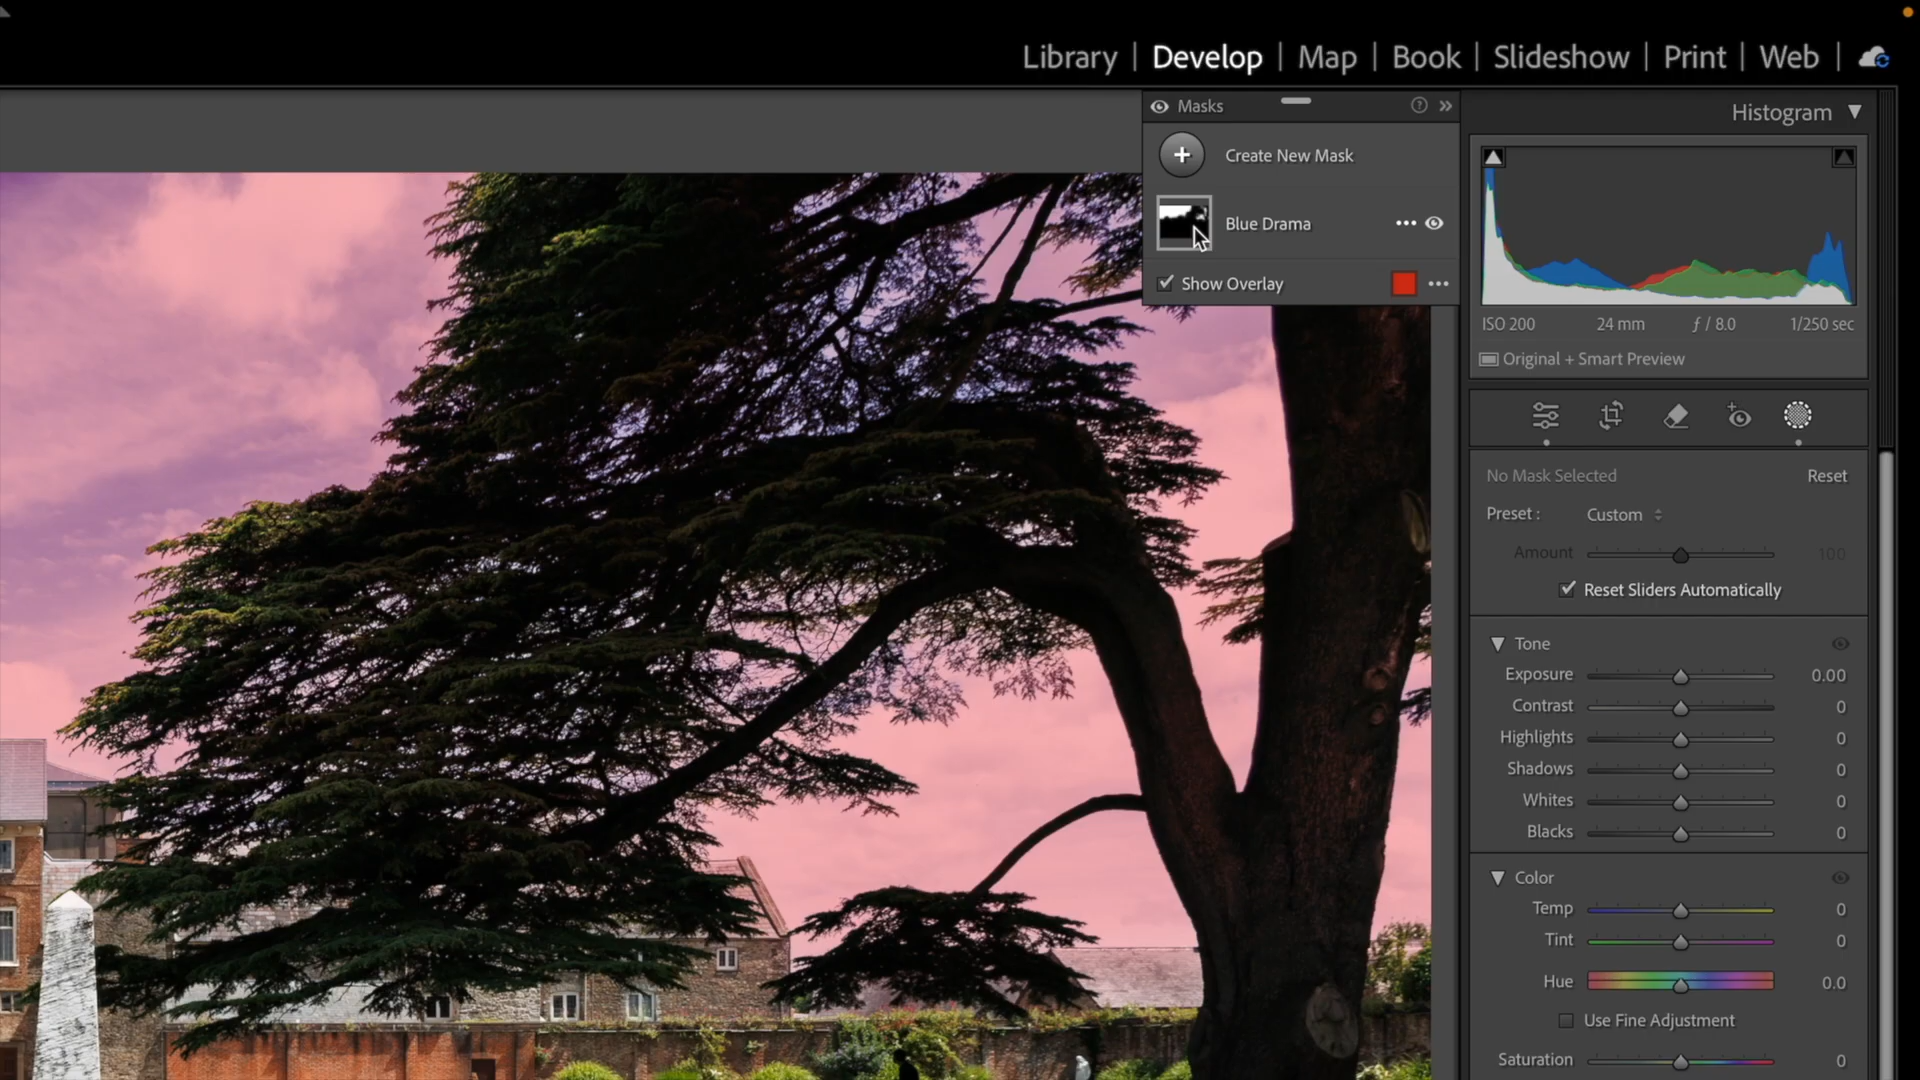 Library | Develop | Map | Book | Slideshow | Print | Web |
Masks
Create New Mask
Blue Drama
Show Overlay
Histogram
ISO 200 24 mm ƒ / 8.0 1/250 sec
Original + Smart Preview
No Mask Selected Reset
Preset : Custom
Amount 100
Reset Sliders Automatically
Tone
Exposure 0.00
Contrast 0
Highlights 0
Shadows 0
Whites 0
Blacks 0
Color
Temp 0
Tint 0
Hue 0.0
Use Fine Adjustment
Saturation 0